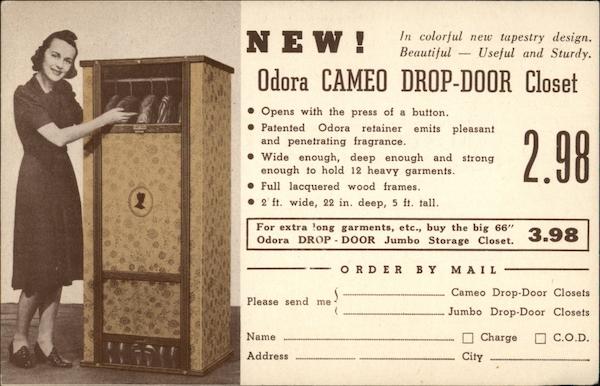 NEW!
In colorful new tapestry design.
Beautiful — Useful and Sturdy.
Odora CAMEO DROP-DOOR Closet
● Opens with the press of a button.
● Patented Odora retainer emits pleasant
and penetrating fragrance.
● Wide enough, deep enough and strong
enough to hold 12 heavy garments.
● Full lacquered wood frames.
● 2 ft. wide, 22 in. deep, 5 ft. tall.
2.98
For extra long garments, etc., buy the big 66"
Odora DROP-DOOR Jumbo Storage Closet. 3.98
ORDER BY MAIL
Please send me
Cameo Drop-Door Closets
Jumbo Drop-Door Closets
Name Charge C.O.D.
Address City